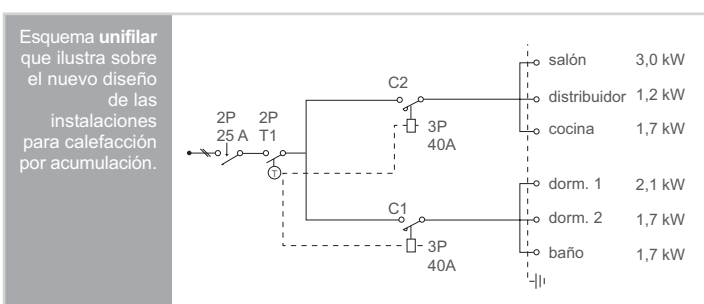 Esquema unifilar
que ilustra sobre
el nuevo diseño
de las
instalaciones
para calefacción
por acumulación.
2P
25 A
2P
T1
T
C2
3P
40A
C1
3P
40A
salón 3,0 kW
distribuidor 1,2 kW
cocina 1,7 kW
dorm. 1 2,1 kW
dorm. 2 1,7 kW
baño 1,7 kW